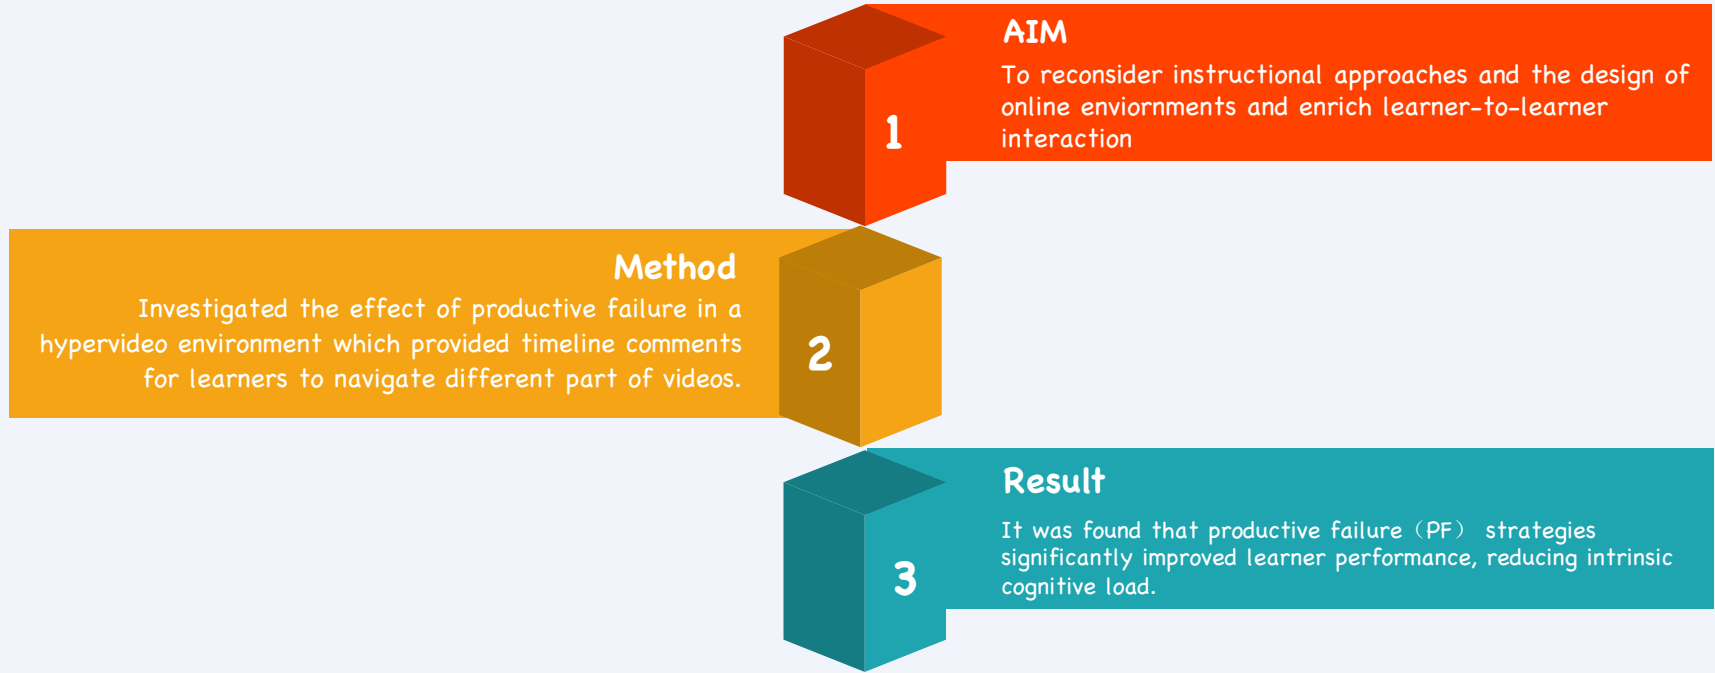 1
AIM
To reconsider instructional approaches and the design of
online enviornments and enrich learner-to-learner
interaction
2
Method
Investigated the effect of productive failure in a
hypervideo environment which provided timeline comments
for learners to navigate different part of videos.
3
Result
It was found that productive failure（PF） strategies
significantly improved learner performance, reducing intrinsic
cognitive load.